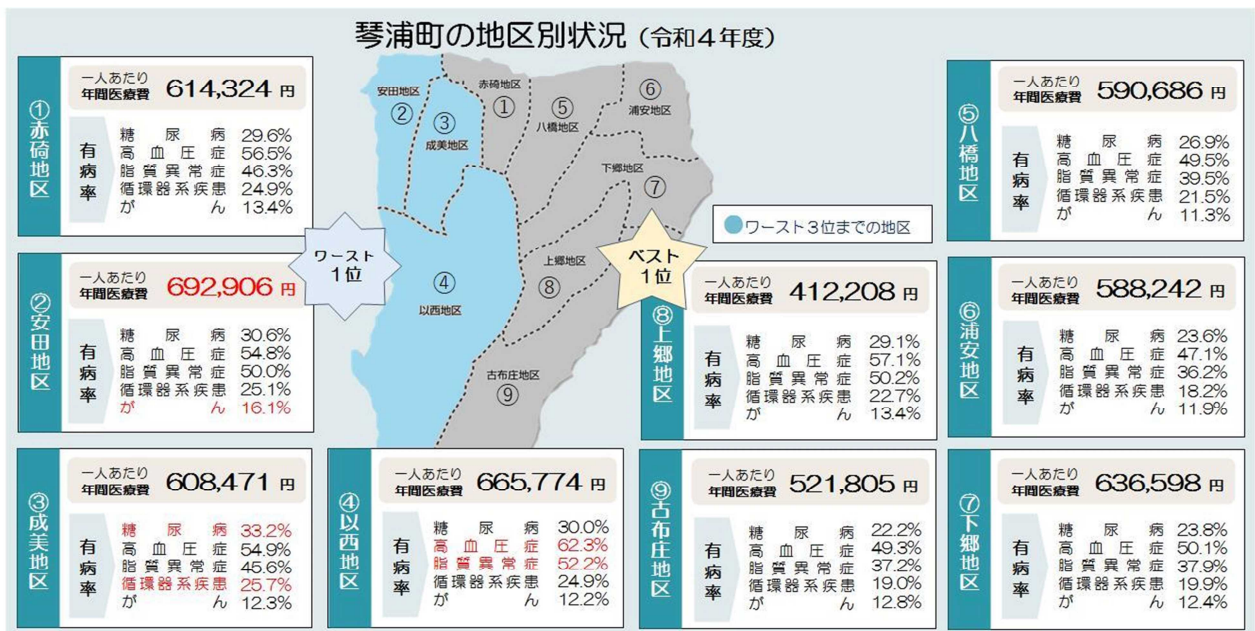 琴浦町の地区別状況（令和４年度）
①赤碕地区
一人あたり
年間医療費 614,324 円
有病率
糖尿病 29.6%
高血圧症 56.5%
脂質異常症 46.3%
循環器系疾患 24.9%
がん 13.4%
②安田地区
一人あたり
年間医療費 692,906 円
有病率
糖尿病 30.6%
高血圧症 54.8%
脂質異常症 50.0%
循環器系疾患 25.1%
がん 16.1%
③成美地区
一人あたり
年間医療費 608,471 円
有病率
糖尿病 33.2%
高血圧症 54.9%
脂質異常症 45.6%
循環器系疾患 25.7%
がん 12.3%
④以西地区
一人あたり
年間医療費 665,774 円
有病率
糖尿病 30.0%
高血圧症 62.3%
脂質異常症 52.2%
循環器系疾患 24.9%
がん 12.2%
安田地区
②
③
成美地区
赤碕地区
①
⑤
八橋地区
⑥
浦安地区
下郷地区
⑦
④
以西地区
上郷地区
⑧
古布庄地区
⑨
ワースト
1位
ベスト
1位
ワースト３位までの地区
⑤八橋地区
一人あたり
年間医療費 590,686 円
有病率
糖尿病 26.9%
高血圧症 49.5%
脂質異常症 39.5%
循環器系疾患 21.5%
がん 11.3%
⑧上郷地区
一人あたり
年間医療費 412,208 円
有病率
糖尿病 29.1%
高血圧症 57.1%
脂質異常症 50.2%
循環器系疾患 22.7%
がん 13.4%
⑥浦安地区
一人あたり
年間医療費 588,242 円
有病率
糖尿病 23.6%
高血圧症 47.1%
脂質異常症 36.2%
循環器系疾患 18.2%
がん 11.9%
⑨古布庄地区
一人あたり
年間医療費 521,805 円
有病率
糖尿病 22.2%
高血圧症 49.3%
脂質異常症 37.2%
循環器系疾患 19.0%
がん 12.8%
⑦下郷地区
一人あたり
年間医療費 636,598 円
有病率
糖尿病 23.8%
高血圧症 50.1%
脂質異常症 37.9%
循環器系疾患 19.9%
がん 12.4%